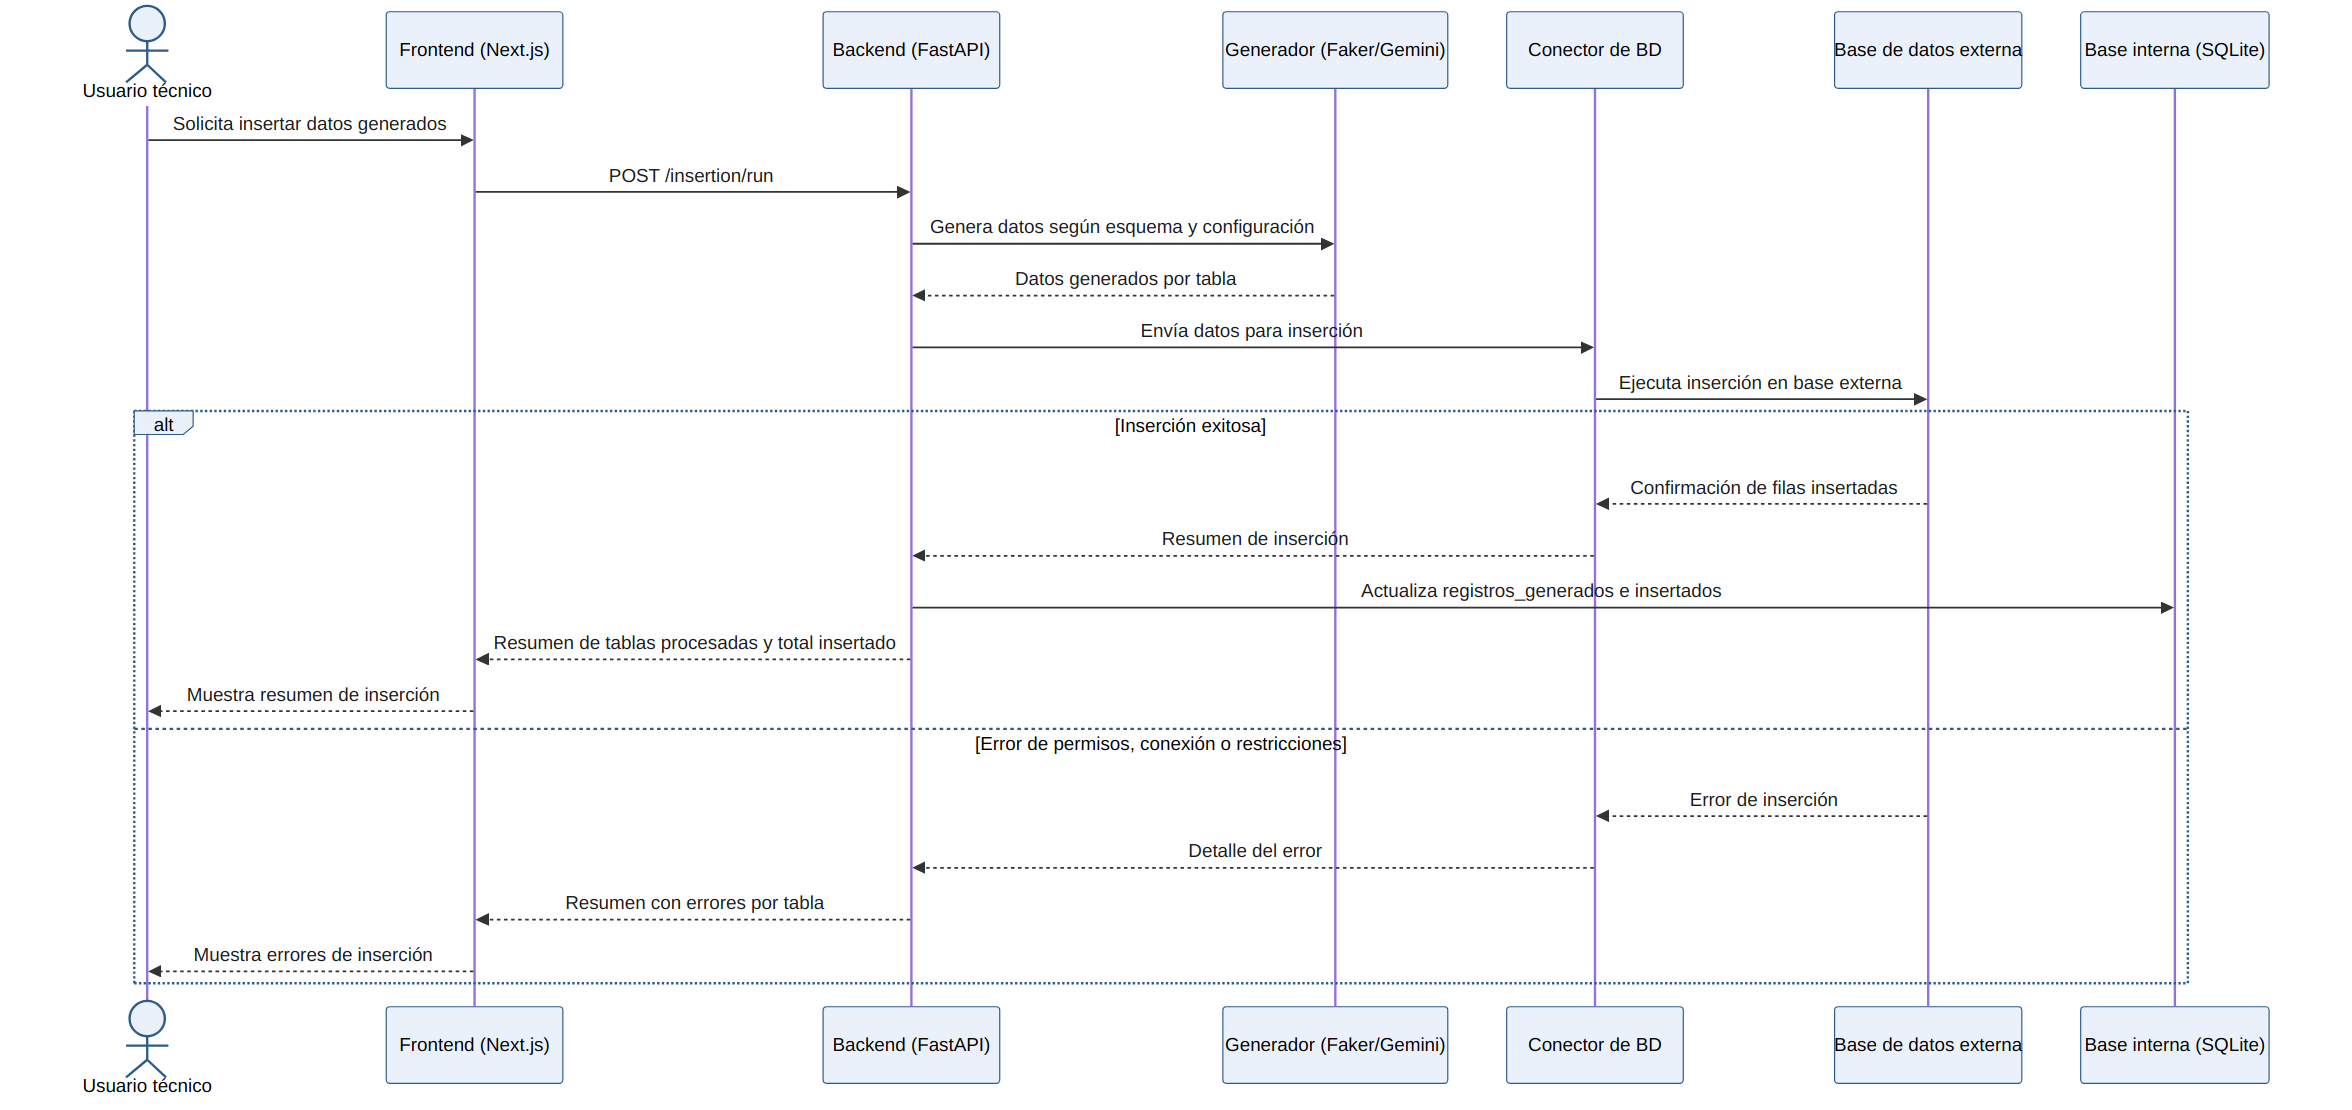 Usuario técnico
Frontend (Next.js)
Backend (FastAPI)
Generador (Faker/Gemini)
Conector de BD
Base de datos externa
Base interna (SQLite)
Solicita insertar datos generados
POST /insertion/run
Genera datos según esquema y configuración
Datos generados por tabla
Envía datos para inserción
Ejecuta inserción en base externa
alt
[Inserción exitosa]
Confirmación de filas insertadas
Resumen de inserción
Actualiza registros_generados e insertados
Resumen de tablas procesadas y total insertado
Muestra resumen de inserción
[Error de permisos, conexión o restricciones]
Error de inserción
Detalle del error
Resumen con errores por tabla
Muestra errores de inserción
Usuario técnico
Frontend (Next.js)
Backend (FastAPI)
Generador (Faker/Gemini)
Conector de BD
Base de datos externa
Base interna (SQLite)